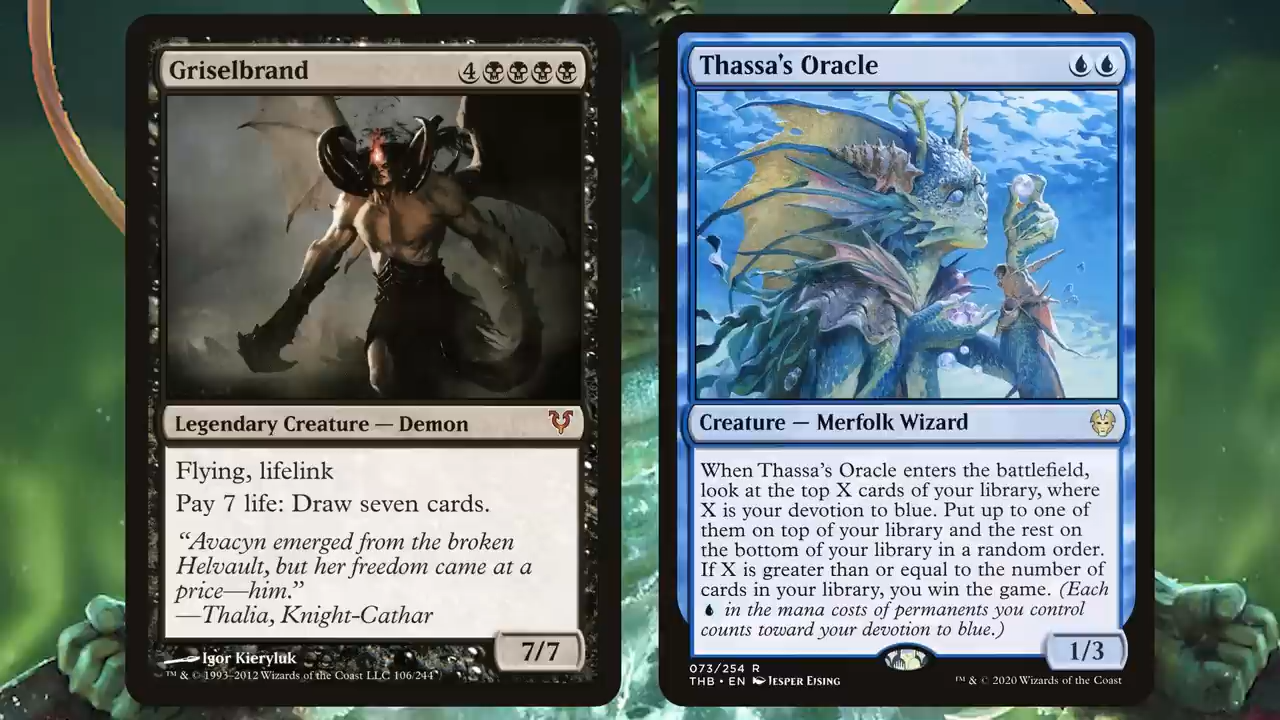 Griselbrand
4
Legendary Creature — Demon
Flying, lifelink
Pay 7 life: Draw seven cards.
“Avacyn emerged from the broken
Helvault, but her freedom came at a
price—him.”
—Thalia, Knight-Cathar
7/7
Igor Kieryluk
™ & © 1993–2012 Wizards of the Coast LLC 106/244
Thassa's Oracle
Creature — Merfolk Wizard
When Thassa's Oracle enters the battlefield,
look at the top X cards of your library, where
X is your devotion to blue. Put up to one of
them on top of your library and the rest on
the bottom of your library in a random order.
If X is greater than or equal to the number of
cards in your library, you win the game. (Each
in the mana costs of permanents you control
counts toward your devotion to blue.)
1/3
073/254 R
THB • EN Jesper Eising
™ & © 2020 Wizards of the Coast